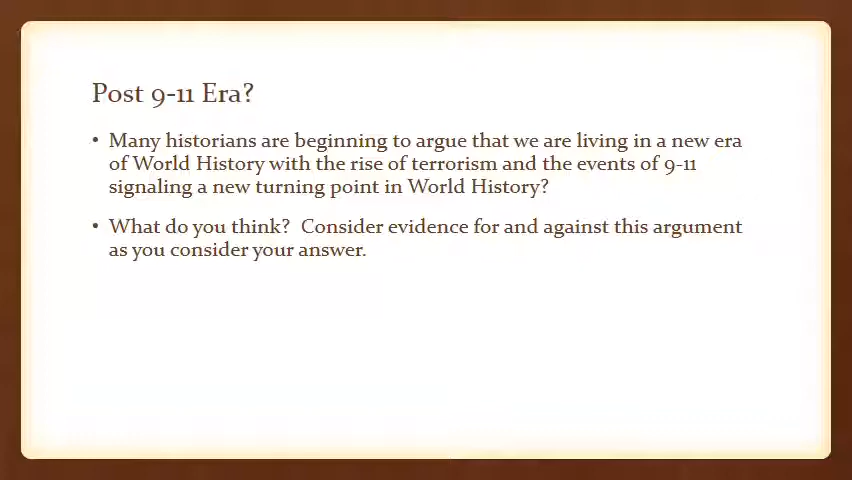 Post 9-11 Era?
• Many historians are beginning to argue that we are living in a new era
of World History with the rise of terrorism and the events of 9-11
signaling a new turning point in World History?
• What do you think?  Consider evidence for and against this argument
as you consider your answer.